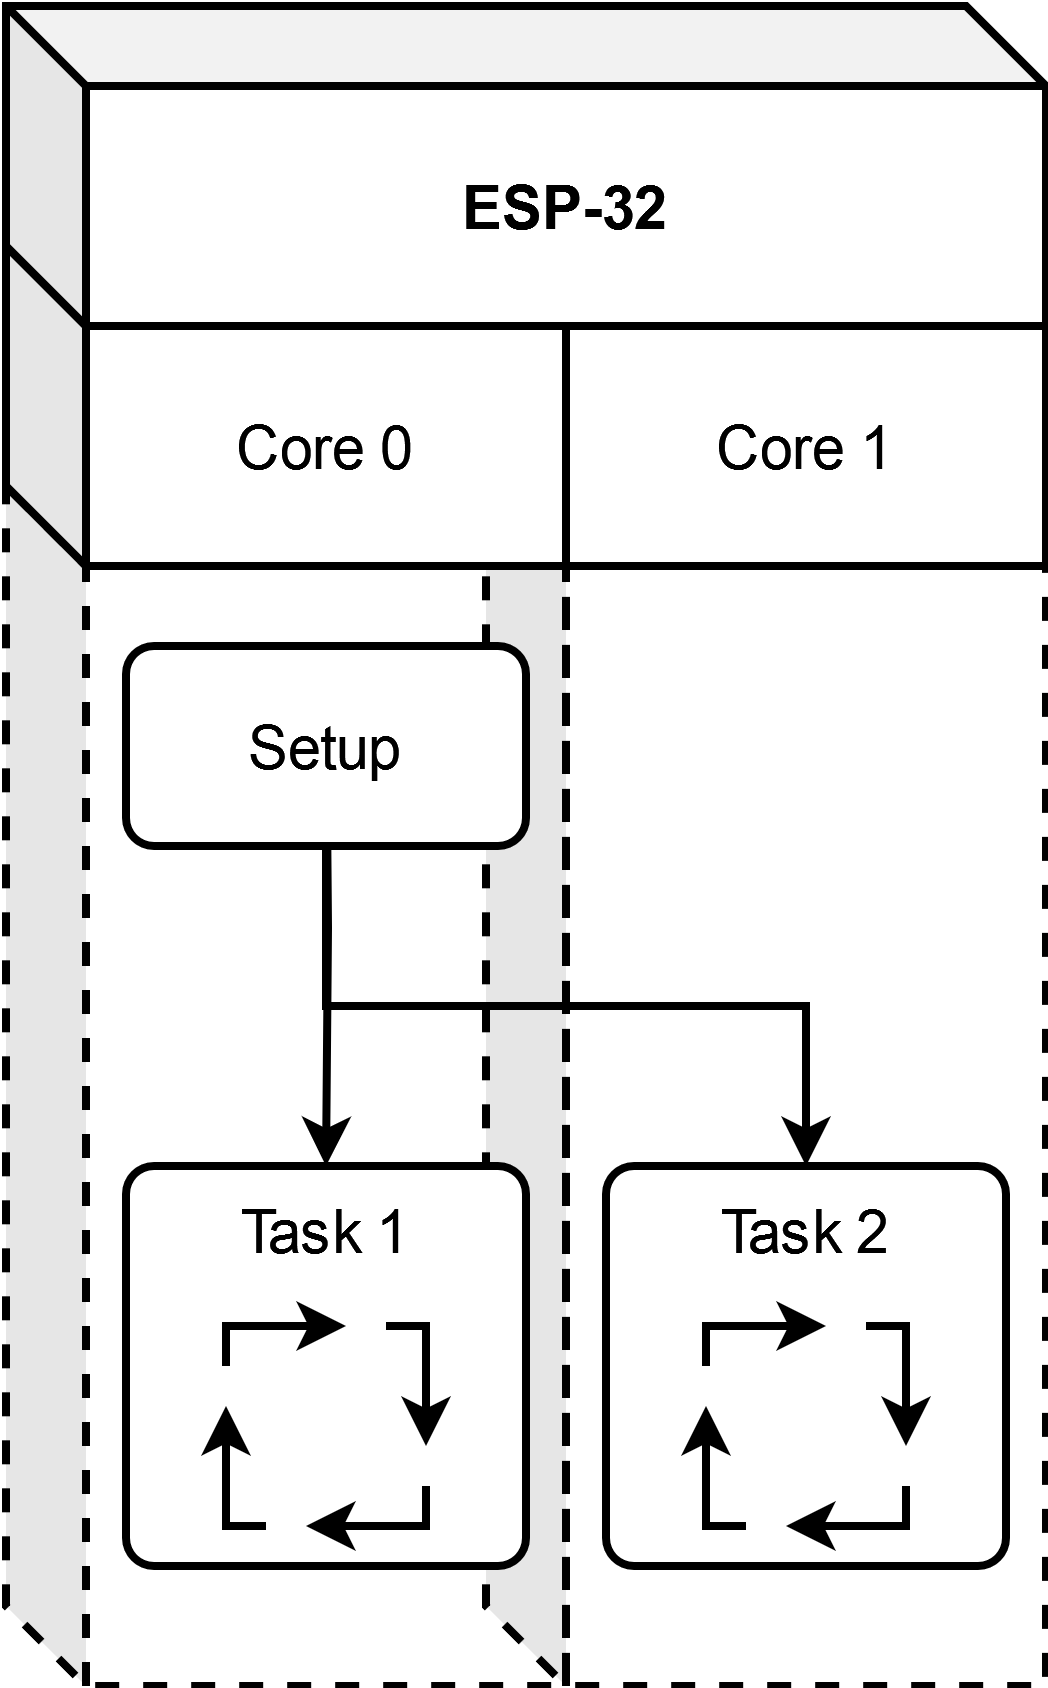 ESP-32
Core 0
Core 1
Setup
Task 1
Task 2